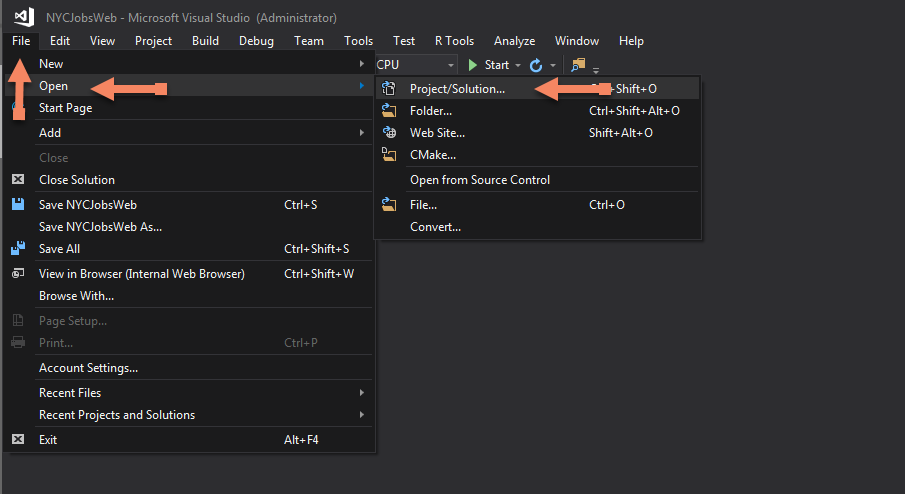 NYCJobsWeb - Microsoft Visual Studio (Administrator)
File Edit View Project Build Debug Team Tools Test R Tools Analyze Window Help
CPU Start
New
Open
Start Page
Add
Close
Close Solution
Save NYCJobsWeb Ctrl+S
Save NYCJobsWeb As...
Save All Ctrl+Shift+S
View in Browser (Internal Web Browser) Ctrl+Shift+W
Browse With...
Page Setup...
Print... Ctrl+P
Account Settings...
Recent Files
Recent Projects and Solutions
Exit Alt+F4
Project/Solution... +Shift+O
Folder... Ctrl+Shift+Alt+O
Web Site... Shift+Alt+O
CMake...
Open from Source Control
File... Ctrl+O
Convert...